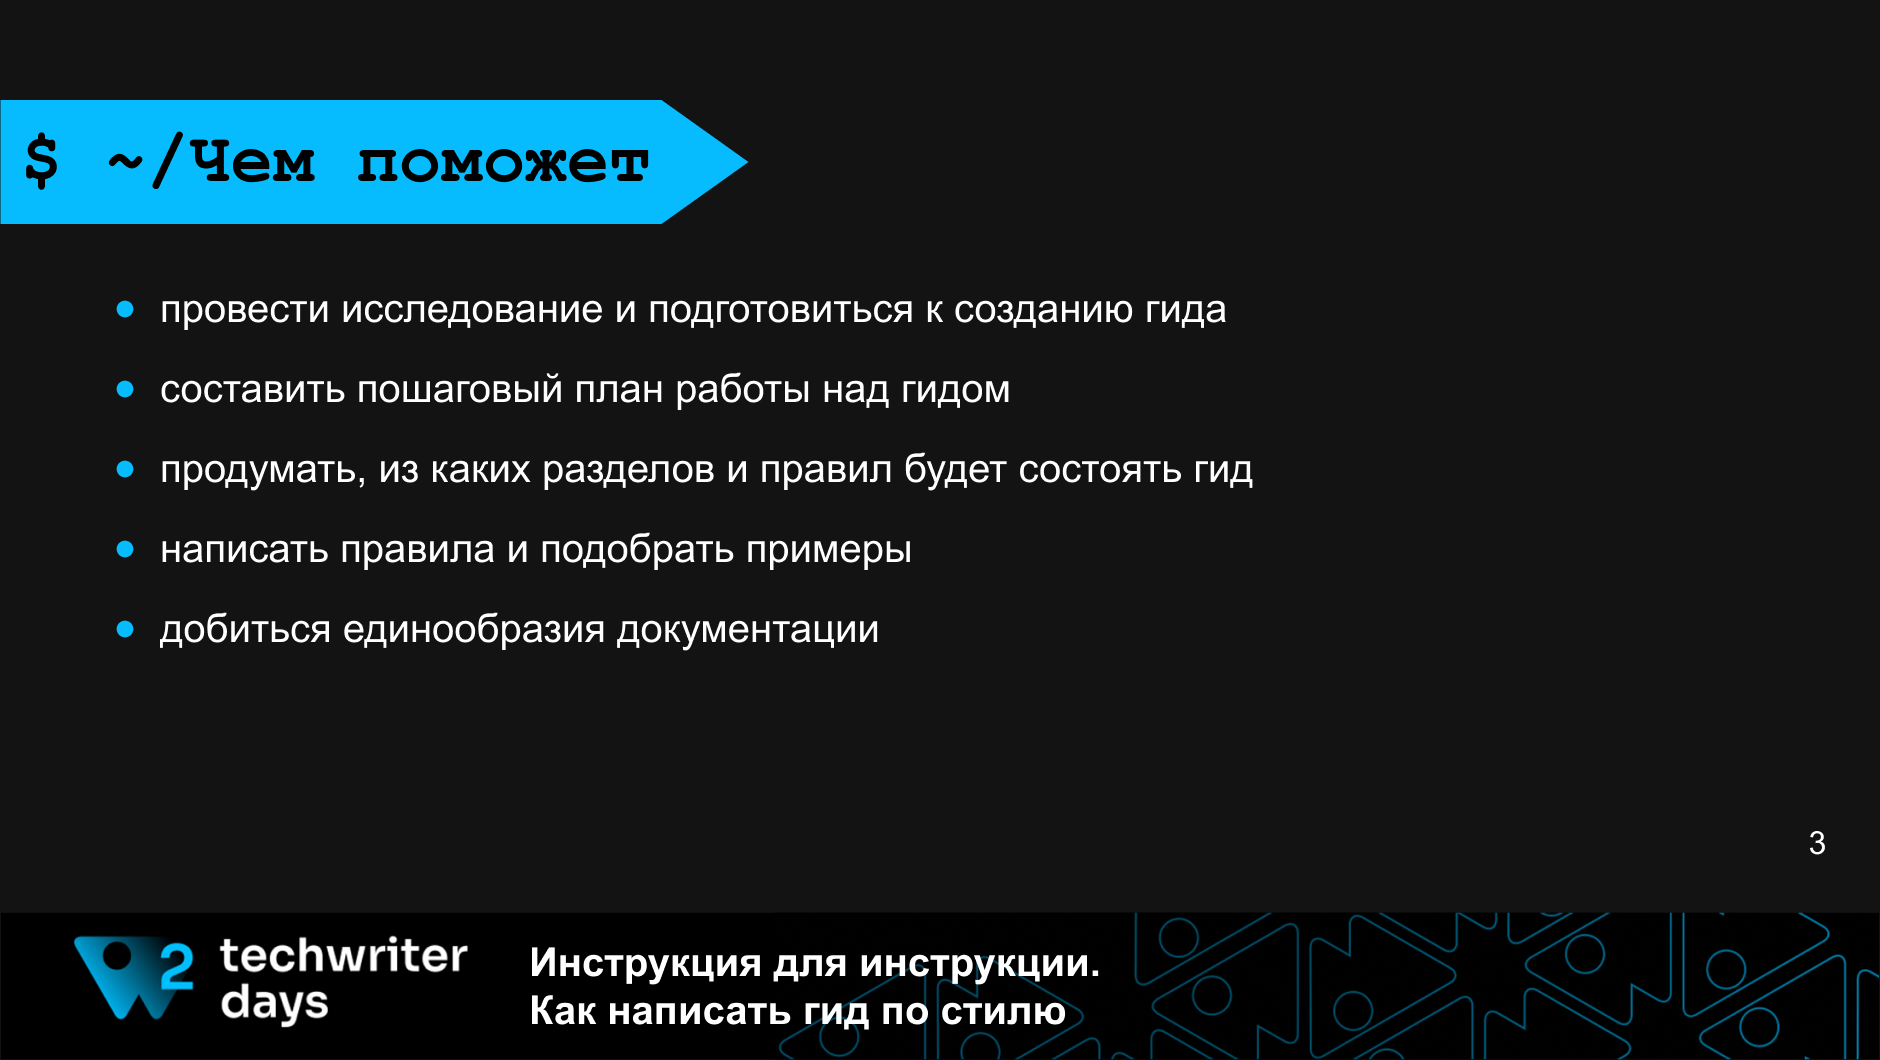 $ ~/Чем поможет
● провести исследование и подготовиться к созданию гида
● составить пошаговый план работы над гидом
● продумать, из каких разделов и правил будет состоять гид
● написать правила и подобрать примеры
● добиться единообразия документации
3
2 techwriter
days
Инструкция для инструкции.
Как написать гид по стилю